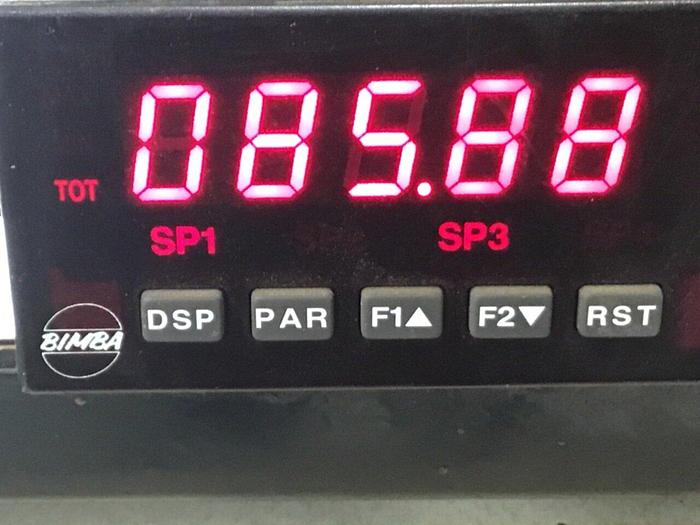 085.88
TOT
SP1 SP3
DSP PAR F1▲ F2▼ RST
BIMBA